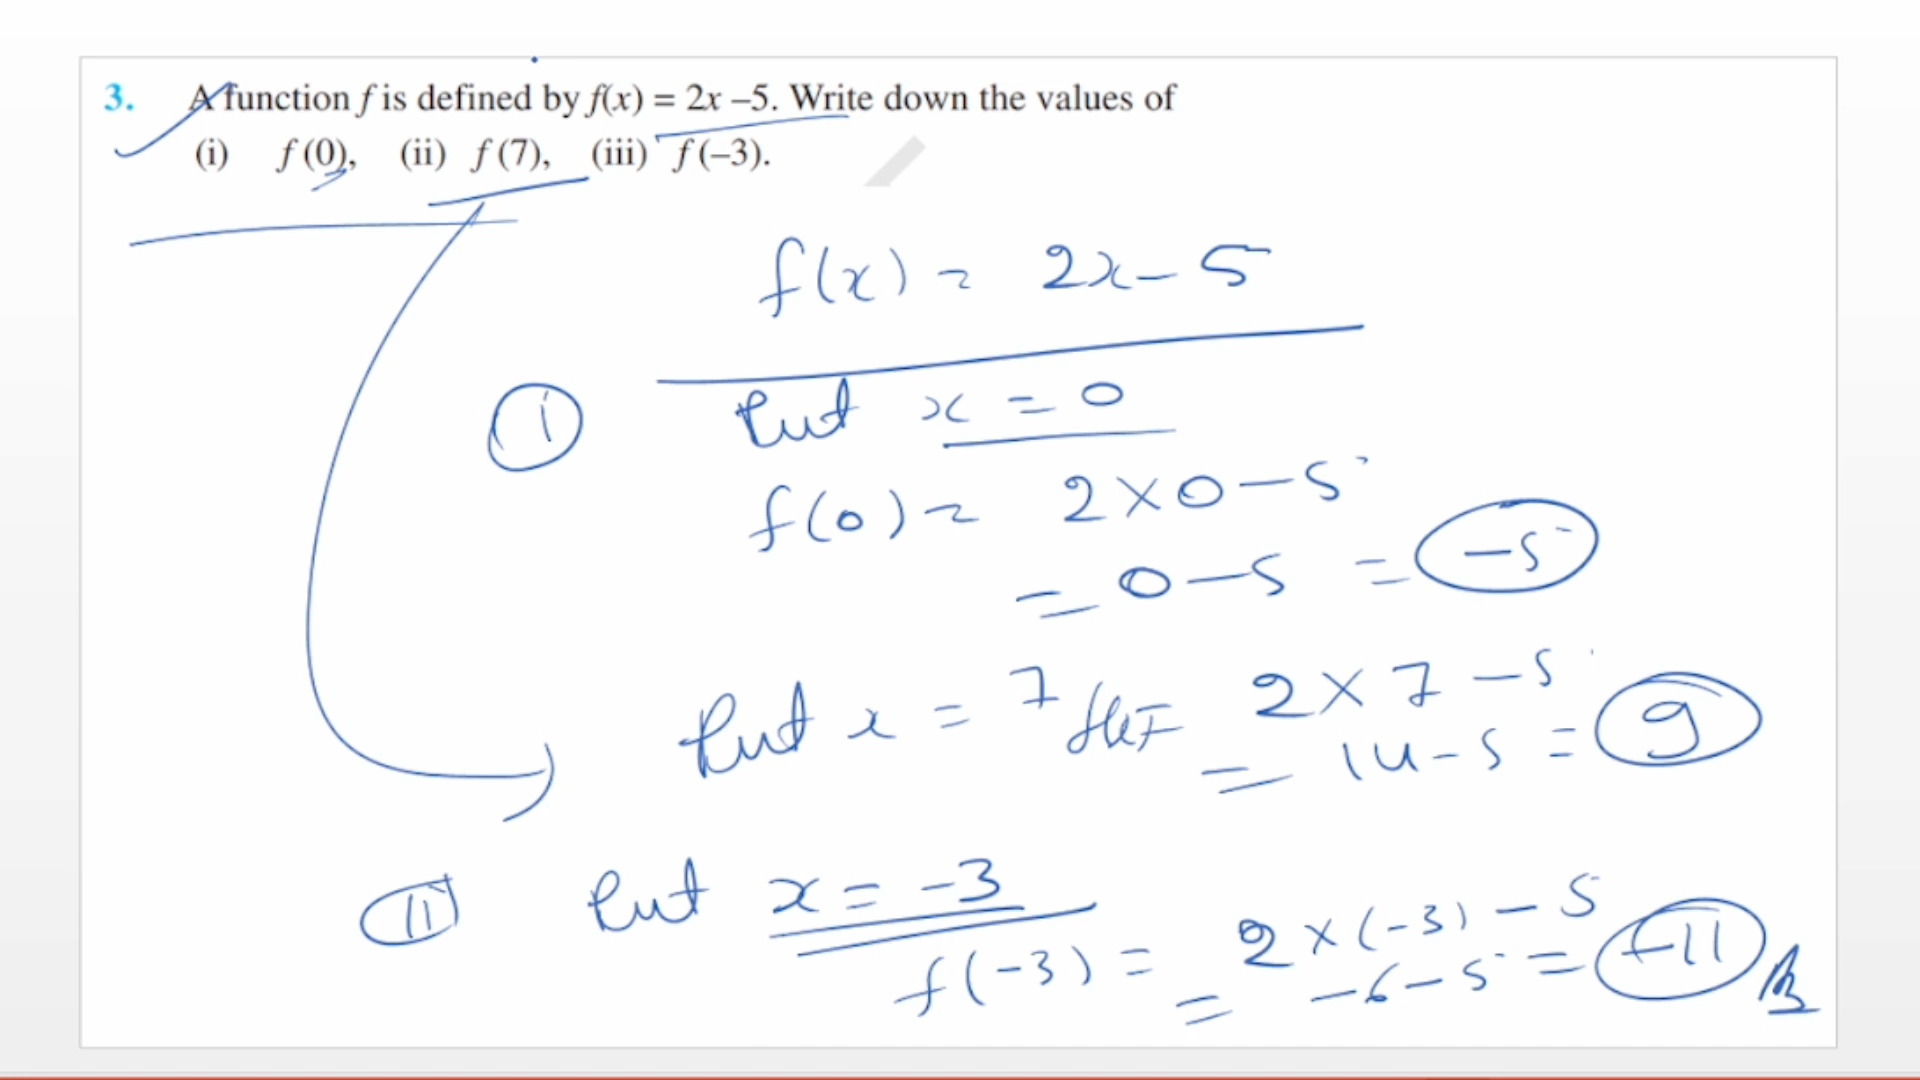 3. A function f is defined by f(x) = 2x –5. Write down the values of
(i) f (0), (ii) f (7), (iii) f (–3).
f(x) = 2x – 5
(i) Put x = 0
f(0) = 2 × 0 – 5
= 0 – 5 = –5
Put x = 7 2 × 7 – 5
= 14 – 5 = 9
Put x = –3
f(–3) = 2 × (–3) – 5
= –6 – 5 = –11